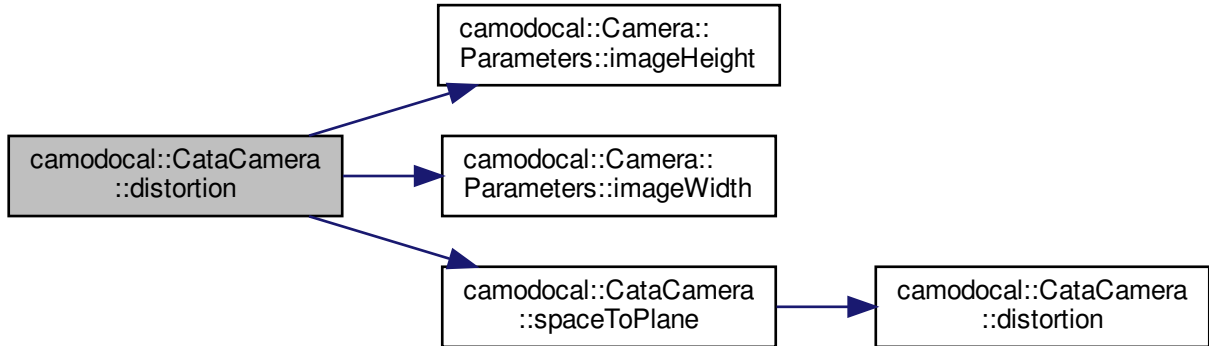 camodocal::Camera::
Parameters::imageHeight
camodocal::CataCamera
::distortion
camodocal::Camera::
Parameters::imageWidth
camodocal::CataCamera
::spaceToPlane
camodocal::CataCamera
::distortion